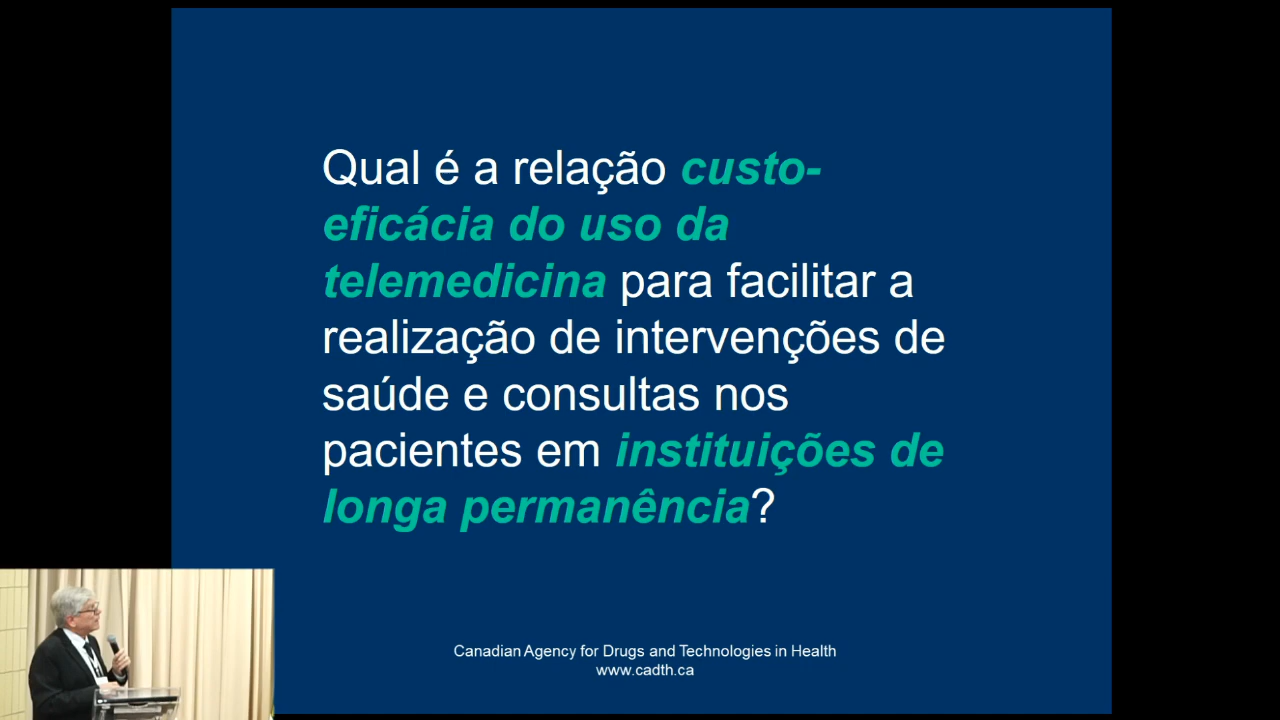 Qual é a relação custo-
eficácia do uso da
telemedicina para facilitar a
realização de intervenções de
saúde e consultas nos
pacientes em instituições de
longa permanência?
Canadian Agency for Drugs and Technologies in Health
www.cadth.ca